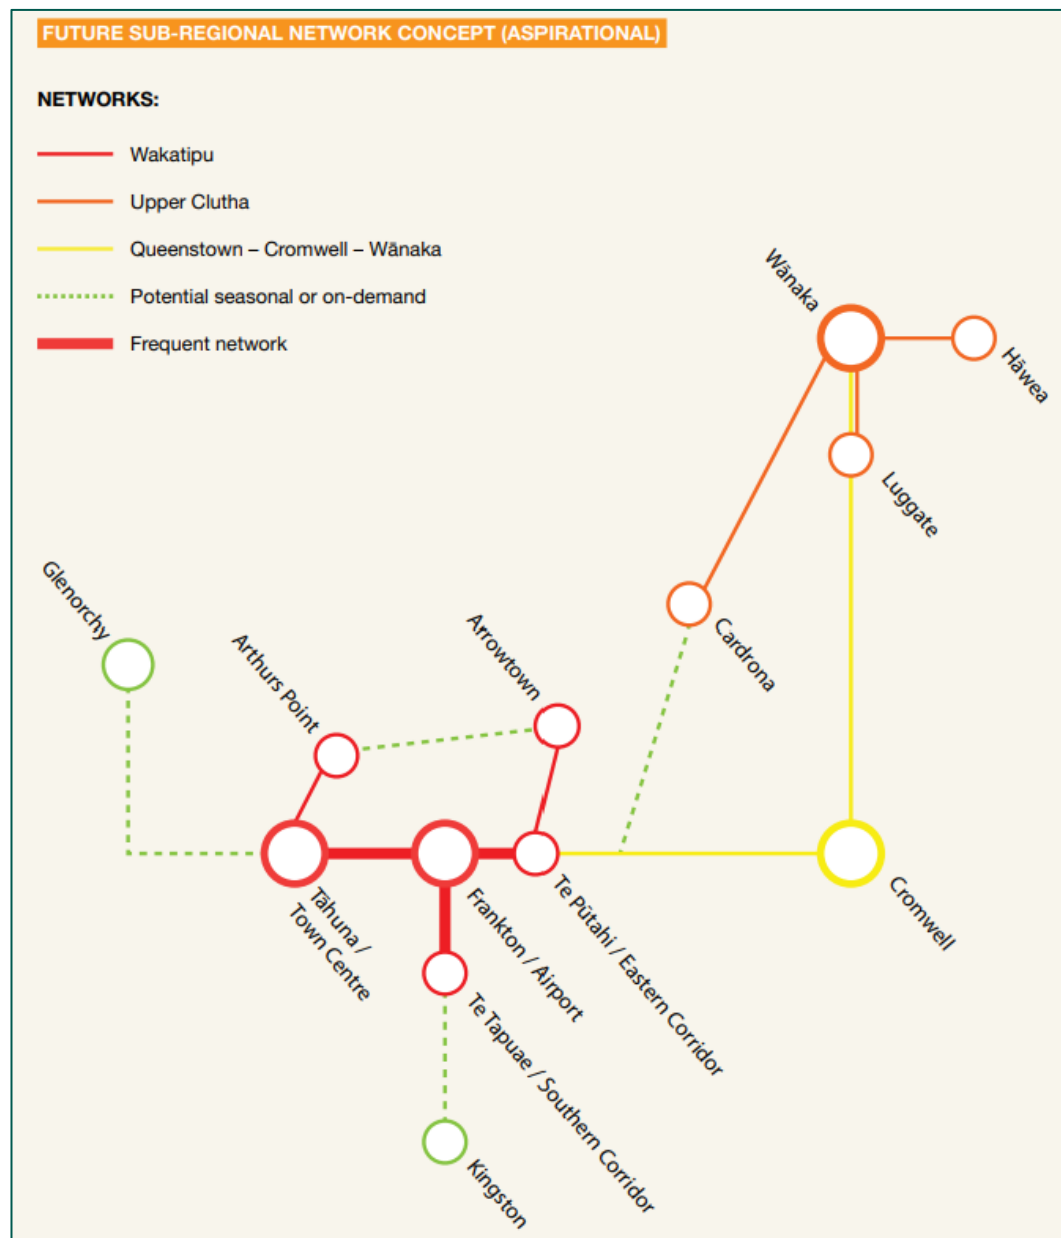 FUTURE SUB-REGIONAL NETWORK CONCEPT (ASPIRATIONAL)
NETWORKS:
Wakatipu
Upper Clutha
Queenstown – Cromwell – Wānaka
Potential seasonal or on-demand
Frequent network
Wānaka
Hāwea
Luggate
Glenorchy
Arthurs Point
Arrowtown
Cardrona
Tāhuna /
Town Centre
Frankton / Airport
Te Pūtahi / Eastern Corridor
Cromwell
Te Tapuae / Southern Corridor
Kingston